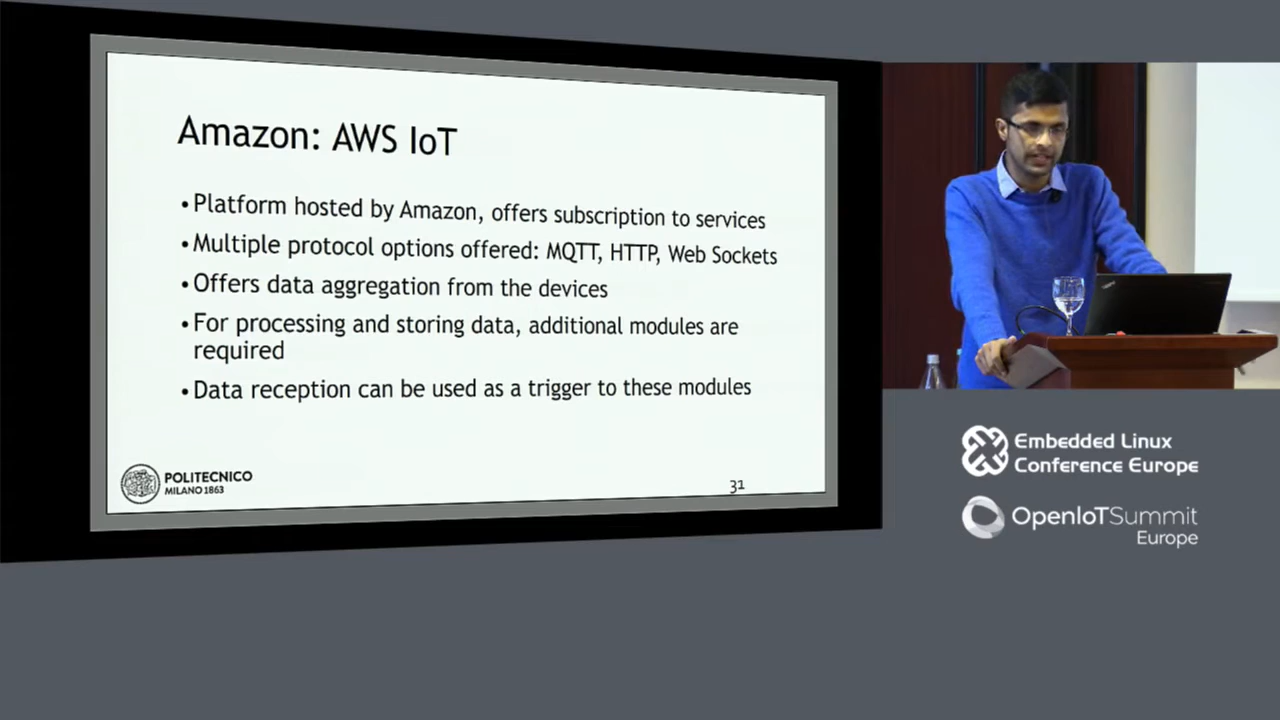 Amazon: AWS IoT
•Platform hosted by Amazon, offers subscription to services
•Multiple protocol options offered: MQTT, HTTP, Web Sockets
•Offers data aggregation from the devices
•For processing and storing data, additional modules are
required
•Data reception can be used as a trigger to these modules
POLITECNICO
MILANO 1863
31
Embedded Linux
Conference Europe
OpenIoTSummit
Europe